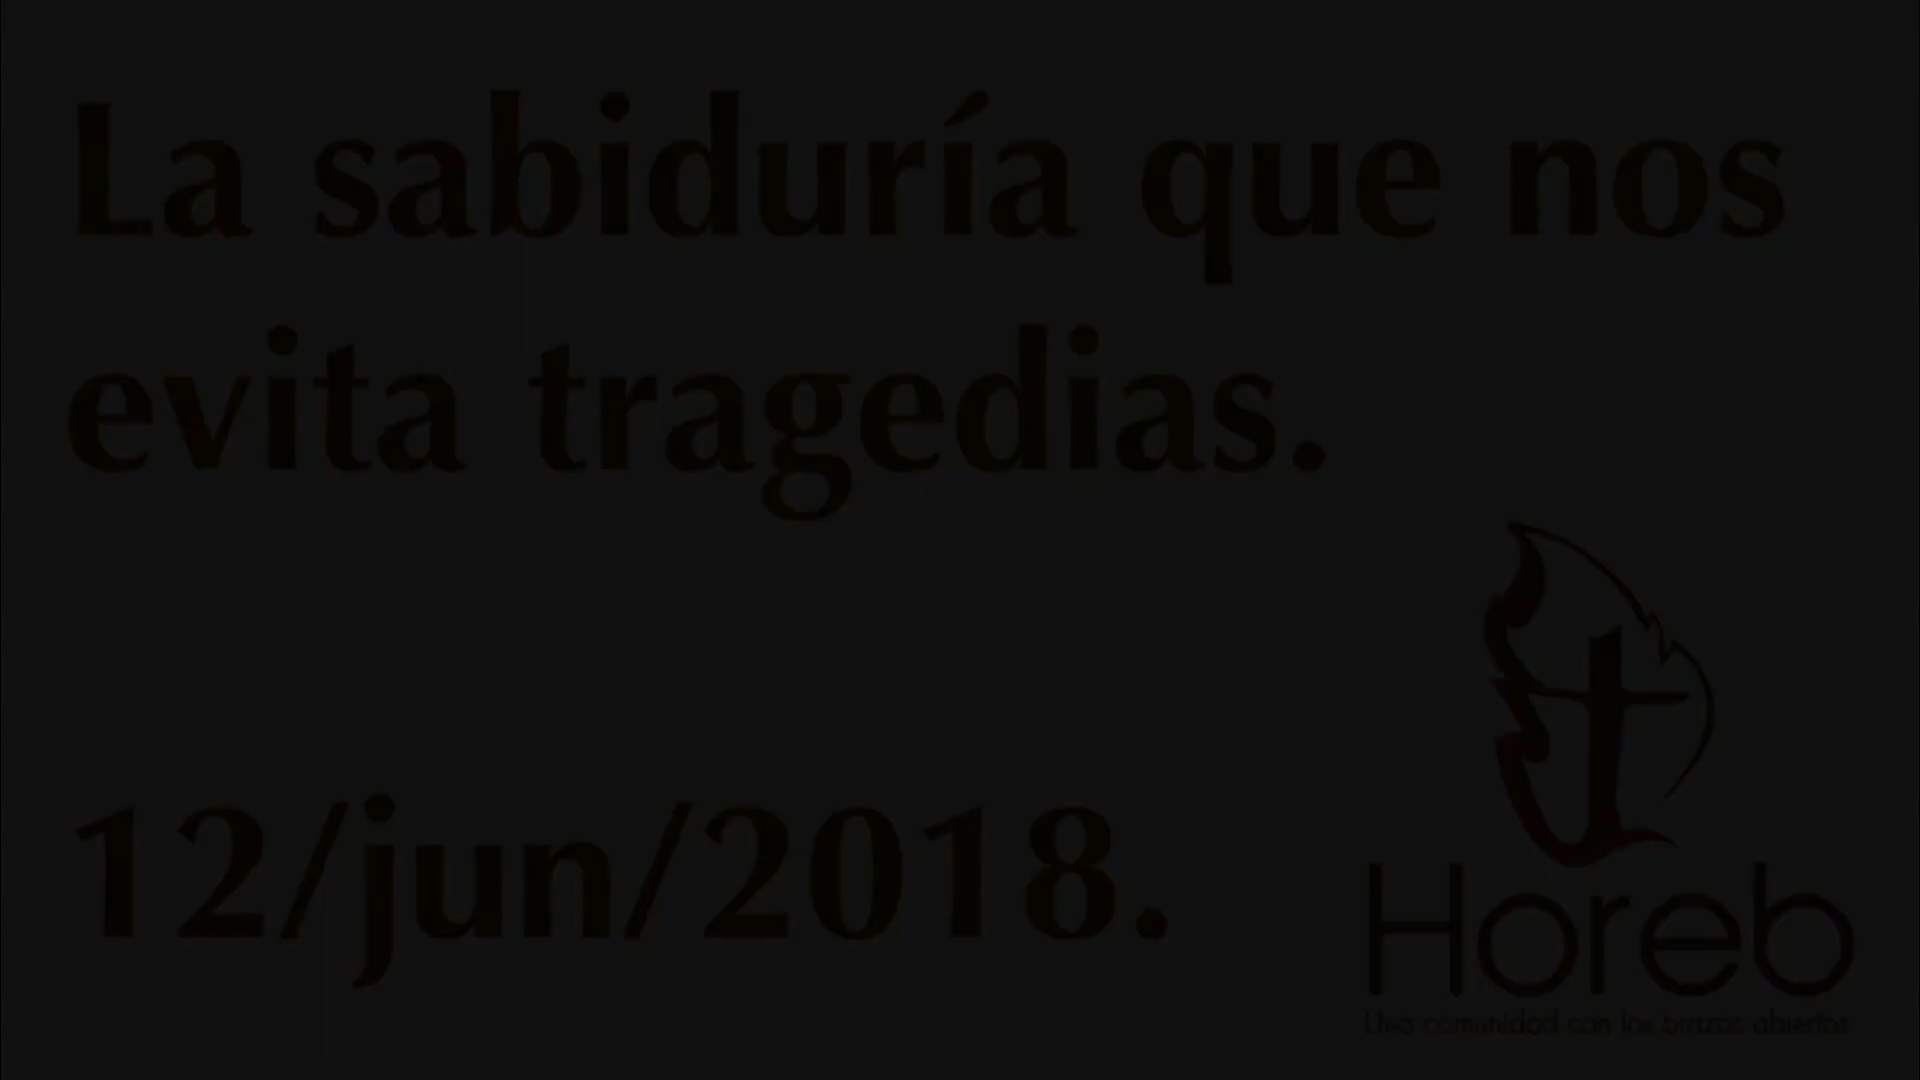 La sabiduría que nos
evita tragedias.
12/jun/2018.
Horeb
Una comunidad con los brazos abiertos